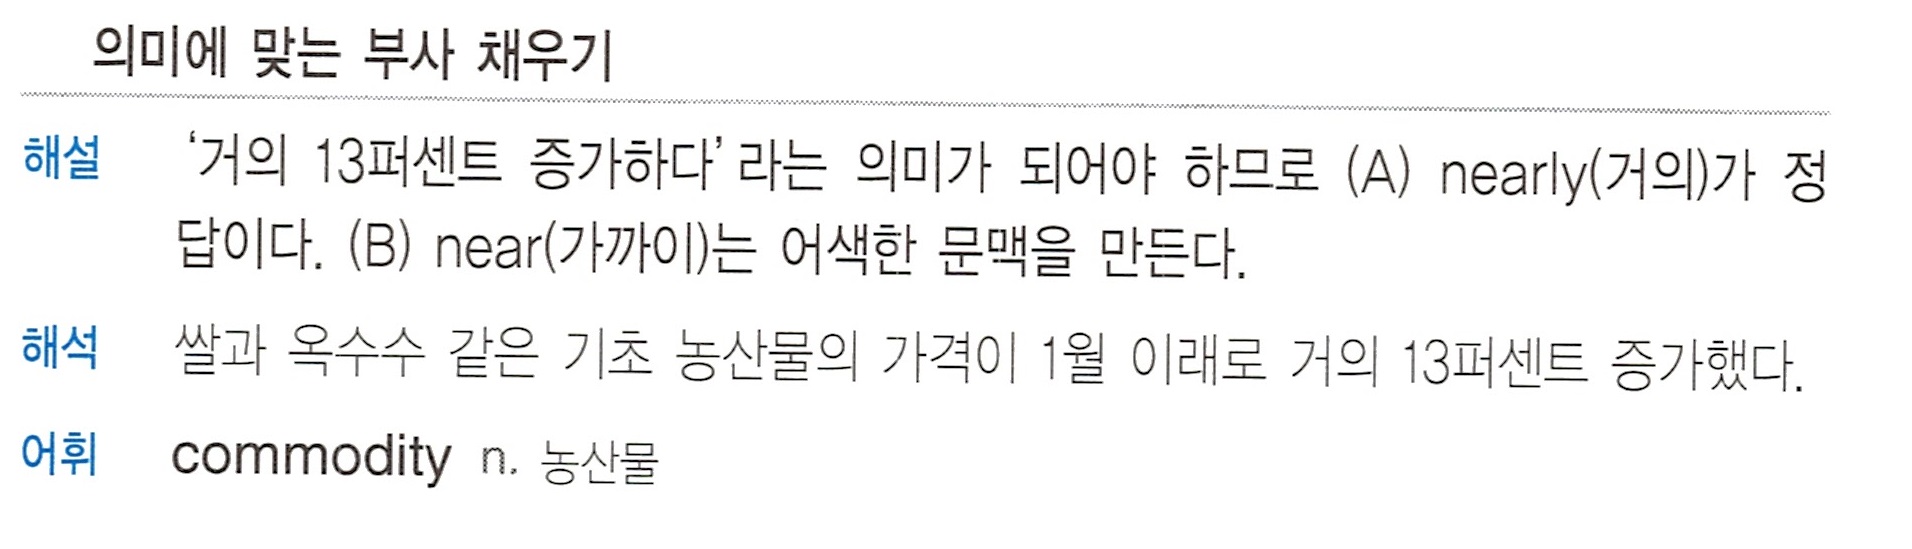 의미에 맞는 부사 채우기
해설 ‘거의 13퍼센트 증가하다’라는 의미가 되어야 하므로 (A) nearly(거의)가 정
답이다. (B) near(가까이)는 어색한 문맥을 만든다.
해석 쌀과 옥수수 같은 기초 농산물의 가격이 1월 이래로 거의 13퍼센트 증가했다.
어휘 commodity n. 농산물